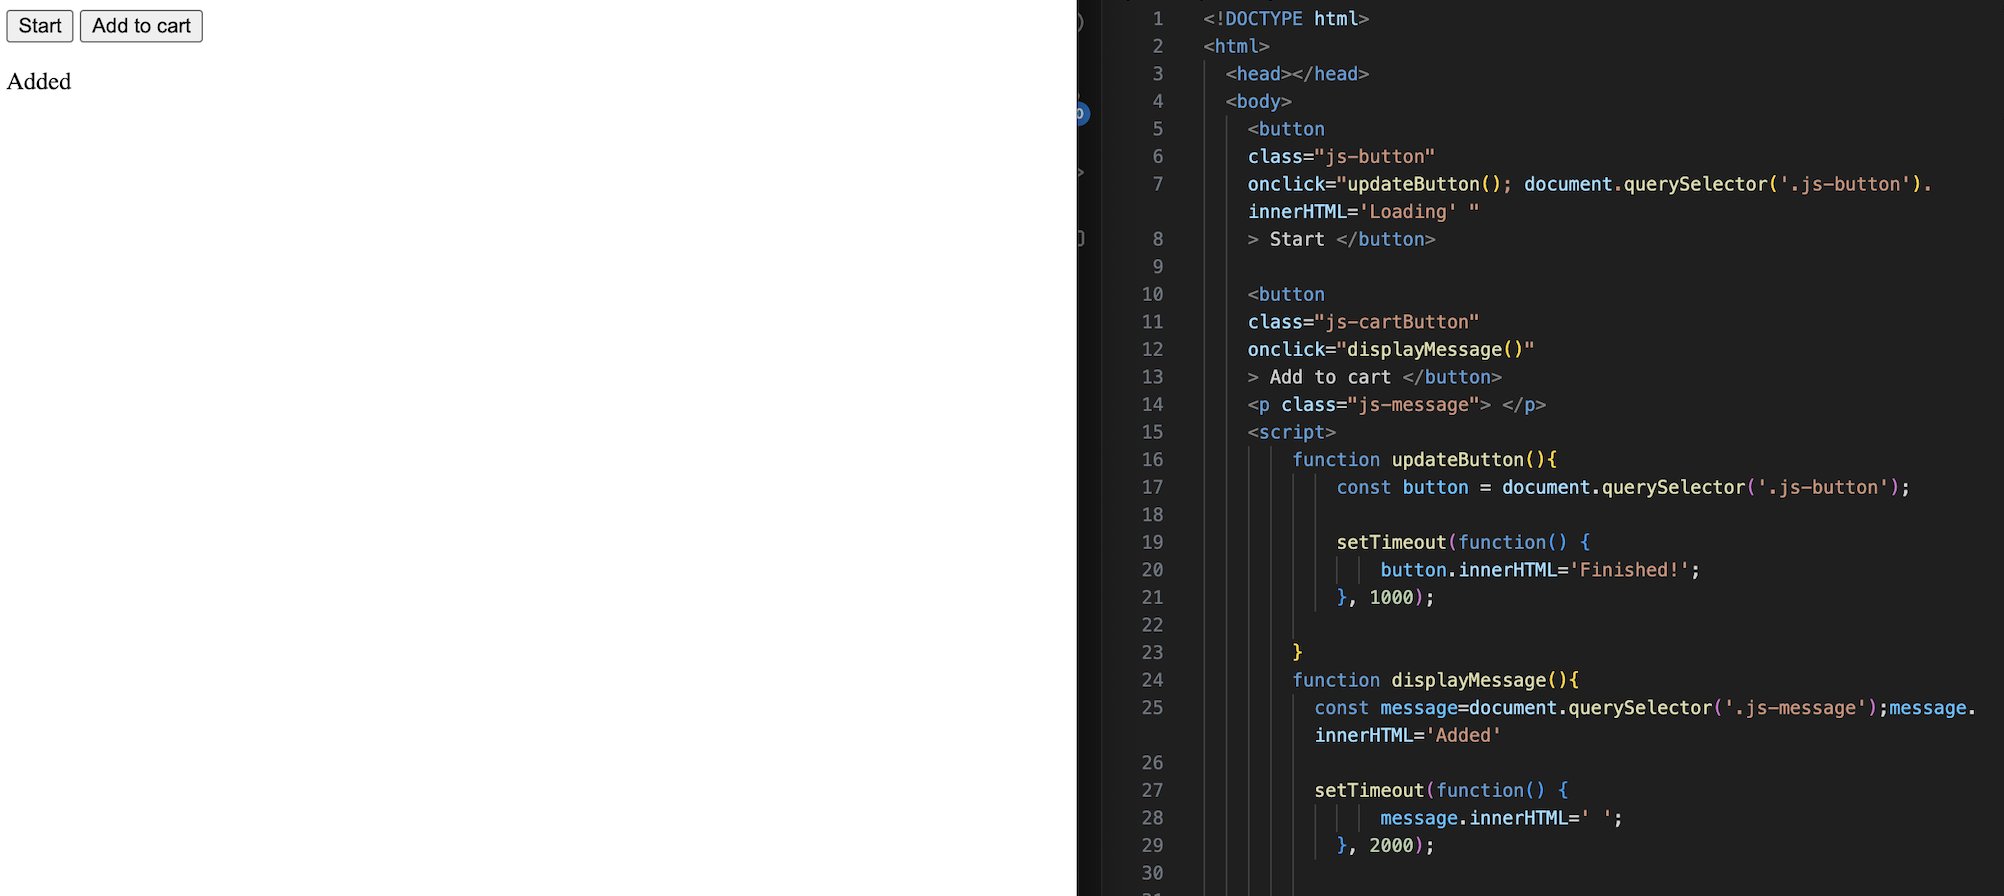 Start Add to cart
Added
1 <!DOCTYPE html>
2 <html>
3 <head></head>
4 <body>
5 <button
6 class="js-button"
7 onclick="updateButton(); document.querySelector('.js-button').
innerHTML='Loading' "
8 > Start </button>
9
10 <button
11 class="js-cartButton"
12 onclick="displayMessage()"
13 > Add to cart </button>
14 <p class="js-message"> </p>
15 <script>
16 function updateButton(){
17 const button = document.querySelector('.js-button');
18
19 setTimeout(function() {
20 button.innerHTML='Finished!';
21 }, 1000);
22
23 }
24 function displayMessage(){
25 const message=document.querySelector('.js-message');message.
innerHTML='Added'
26
27 setTimeout(function() {
28 message.innerHTML=' ';
29 }, 2000);
30